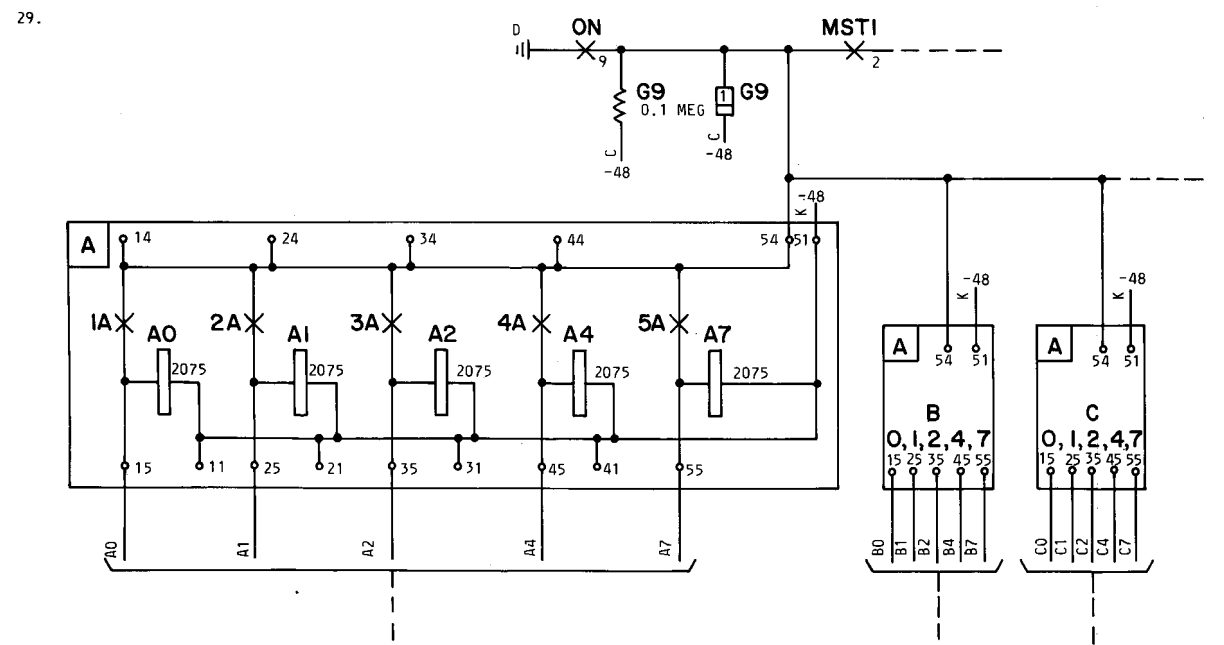 29.
D
ON
MST1
9
2
G9
0.1 MEG
1
G9
C
-48
C
-48
K
-48
A
14
24
34
44
54
51
1A
2A
3A
4A
5A
A0
A1
A2
A4
A7
2075
2075
2075
2075
2075
15
11
25
21
35
31
45
41
55
A0
A1
A2
A4
A7
K
-48
A
54
51
B
0,1,2,4,7
15 25 35 45 55
B0
B1
B2
B4
B7
K
-48
A
54
51
C
0,1,2,4,7
15 25 35 45 55
C0
C1
C2
C4
C7